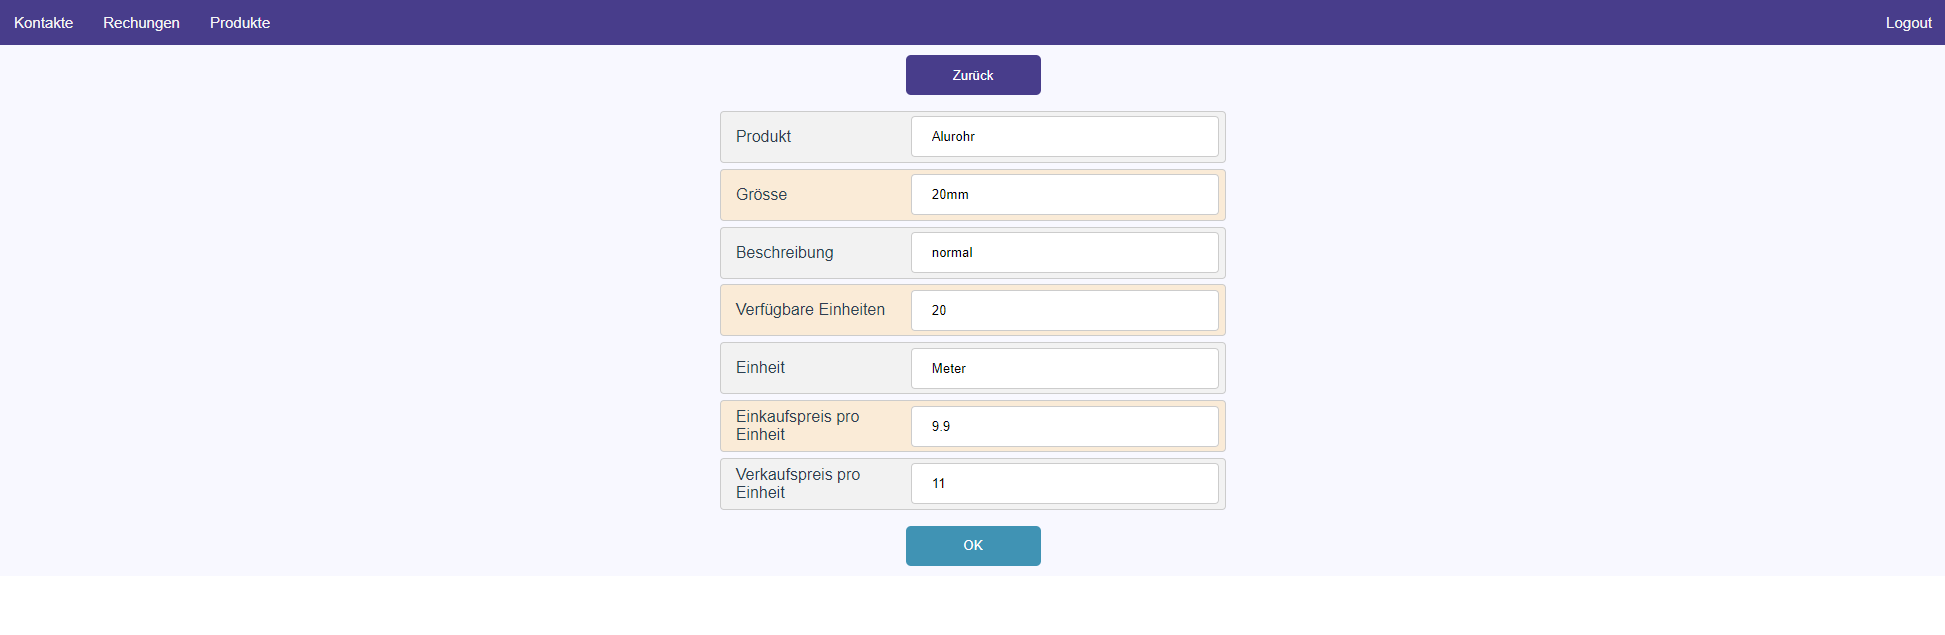 Kontakte Rechungen Produkte Logout
Zurück
Produkt Alurohr
Grösse 20mm
Beschreibung normal
Verfügbare Einheiten 20
Einheit Meter
Einkaufspreis pro
Einheit 9.9
Verkaufspreis pro
Einheit 11
OK